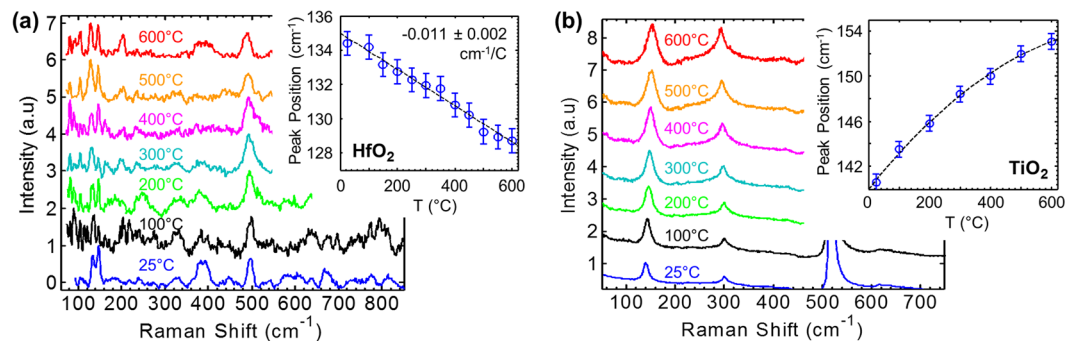 (a)
7
6
5
4
3
2
1
0
Intensity (a.u)
600°C
500°C
400°C
300°C
200°C
100°C
25°C
100 200 300 400 500 600 700 800
Raman Shift (cm-1)
136
134
132
130
128
Peak Position (cm-1)
-0.011 ± 0.002
cm-1/C
HfO2
0 200 400 600
T (°C)
(b)
8
7
6
5
4
3
2
1
Intensity (a.u)
600°C
500°C
400°C
300°C
200°C
100°C
25°C
100 200 300 400 500 600 700
Raman Shift (cm-1)
154
150
146
142
Peak Position (cm-1)
TiO2
0 200 400 600
T (°C)